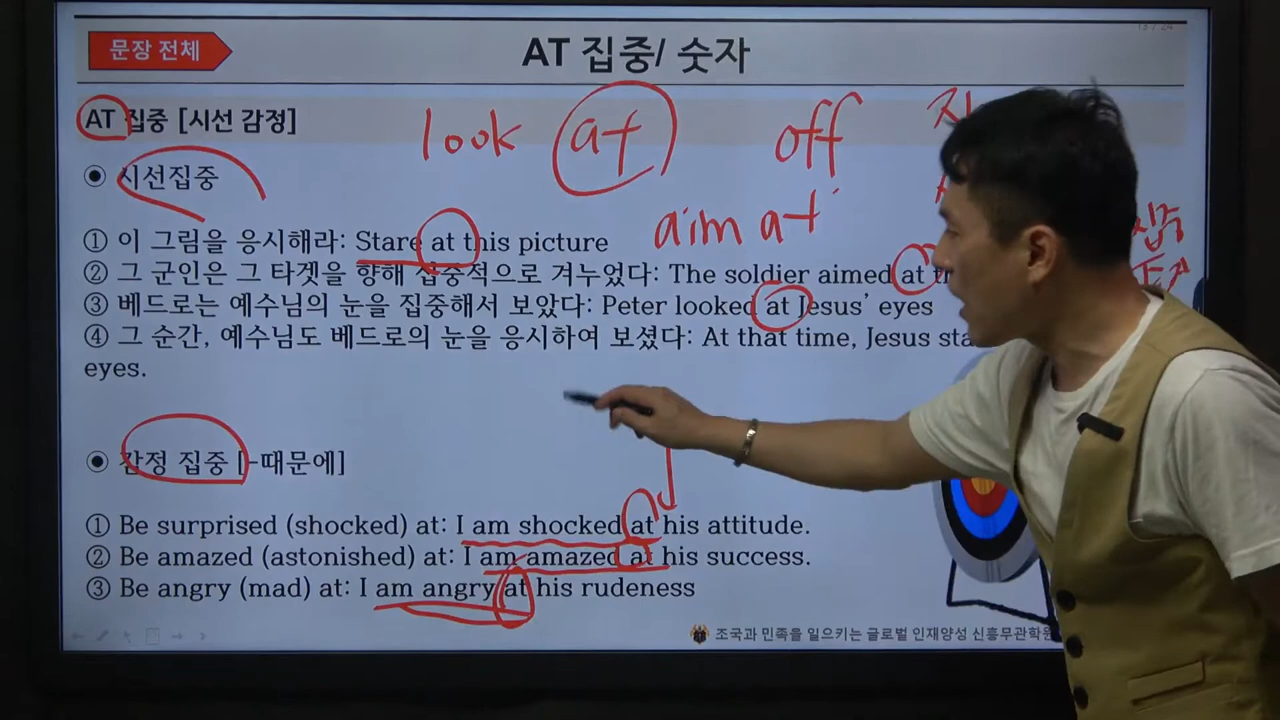 문장 전체
AT 집중/ 숫자
AT 집중 [시선 감정]
look at off
◉ 시선집중
aim at
① 이 그림을 응시해라: Stare at this picture
② 그 군인은 그 타겟을 향해 집중적으로 겨누었다: The soldier aimed at
③ 베드로는 예수님의 눈을 집중해서 보았다: Peter looked at Jesus’ eyes
④ 그 순간, 예수님도 베드로의 눈을 응시하여 보셨다: At that time, Jesus
eyes.
◉ 감정 집중 [-때문에]
① Be surprised (shocked) at: I am shocked at his attitude.
② Be amazed (astonished) at: I am amazed at his success.
③ Be angry (mad) at: I am angry at his rudeness
조국과 민족을 일으키는 글로벌 인재양성 신흥무관학원